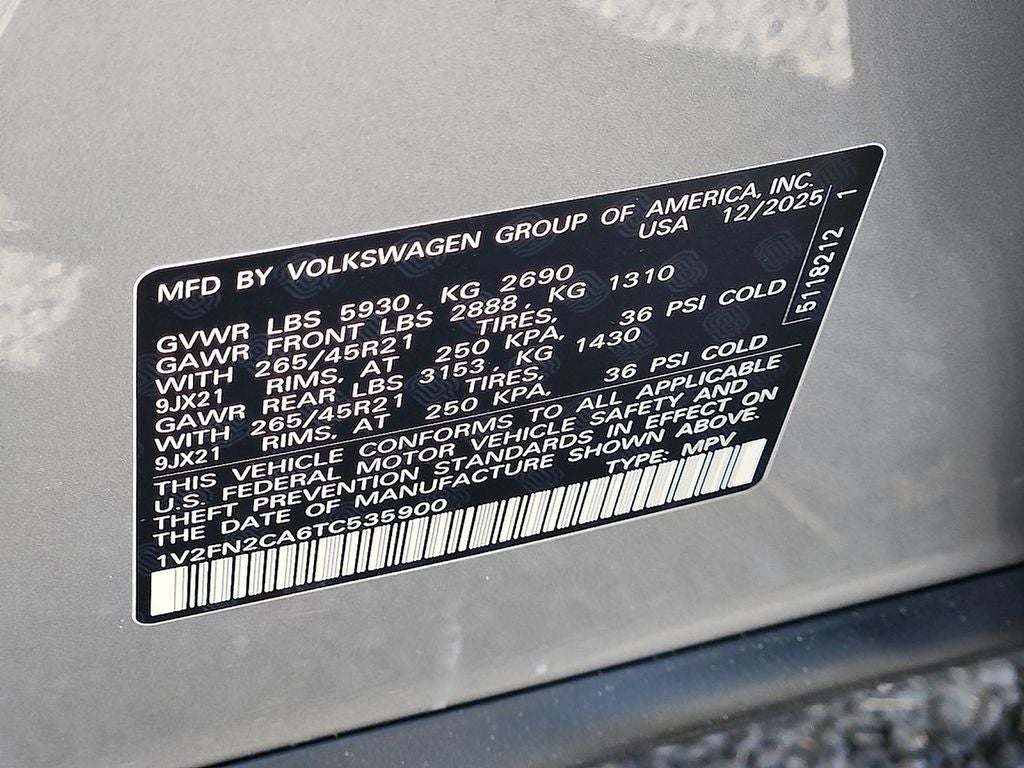 MFD BY VOLKSWAGEN GROUP OF AMERICA, INC.
USA 12/2025
GVWR LBS 5930, KG 2690
GAWR FRONT LBS 2888, KG 1310
WITH 265/45R21 TIRES,
9JX21 RIMS, AT 250 KPA, 36 PSI COLD
GAWR REAR LBS 3153, KG 1430
WITH 265/45R21 TIRES,
9JX21 RIMS, AT 250 KPA, 36 PSI COLD
THIS VEHICLE CONFORMS TO ALL APPLICABLE
U.S. FEDERAL MOTOR VEHICLE SAFETY AND
THEFT PREVENTION STANDARDS IN EFFECT ON
THE DATE OF MANUFACTURE SHOWN ABOVE.
1V2FN2CA6TC535900 TYPE: MPV
5118212 1